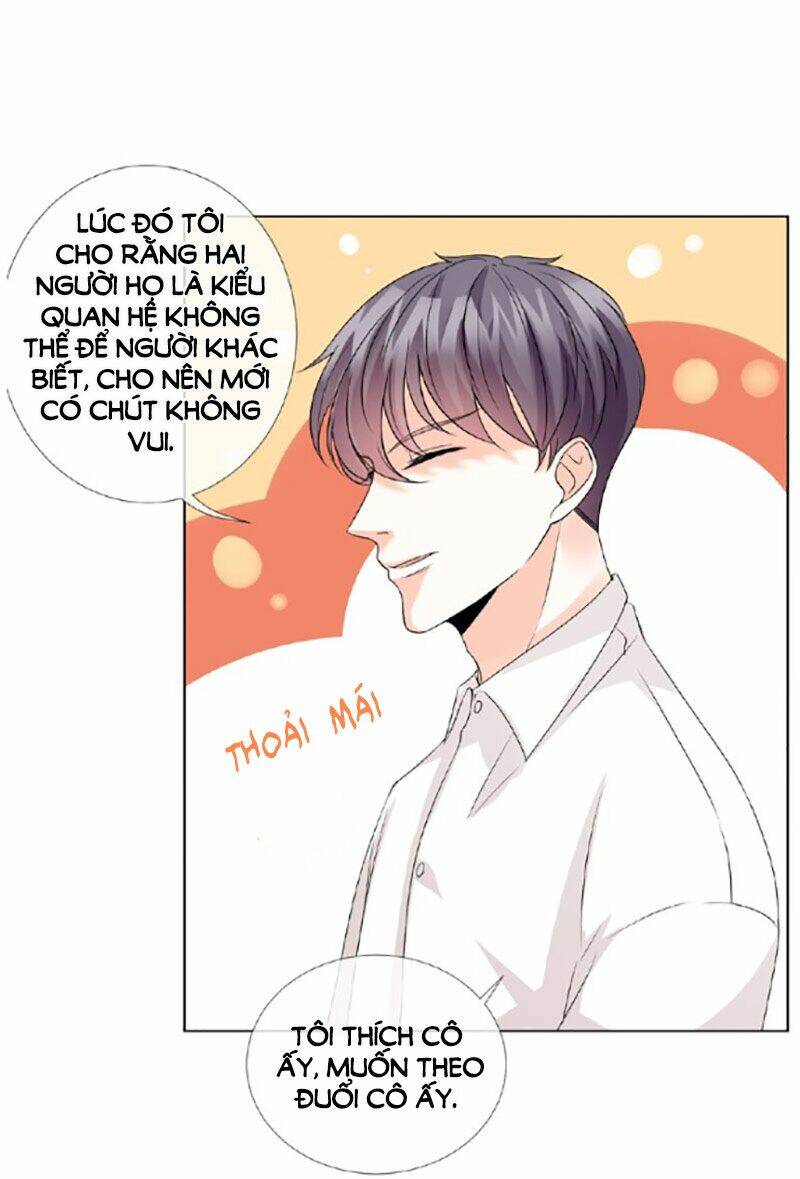 LÚC ĐÓ TÔI
CHO RẰNG HAI
NGƯỜI HỌ LÀ KIỂU
QUAN HỆ KHÔNG
THỂ ĐỂ NGƯỜI KHÁC
BIẾT, CHO NÊN MỚI
CÓ CHÚT KHÔNG
VUI.
THOẢI MÁI
TÔI THÍCH CÔ
ẤY, MUỐN THEO
ĐUỔI CÔ ẤY.